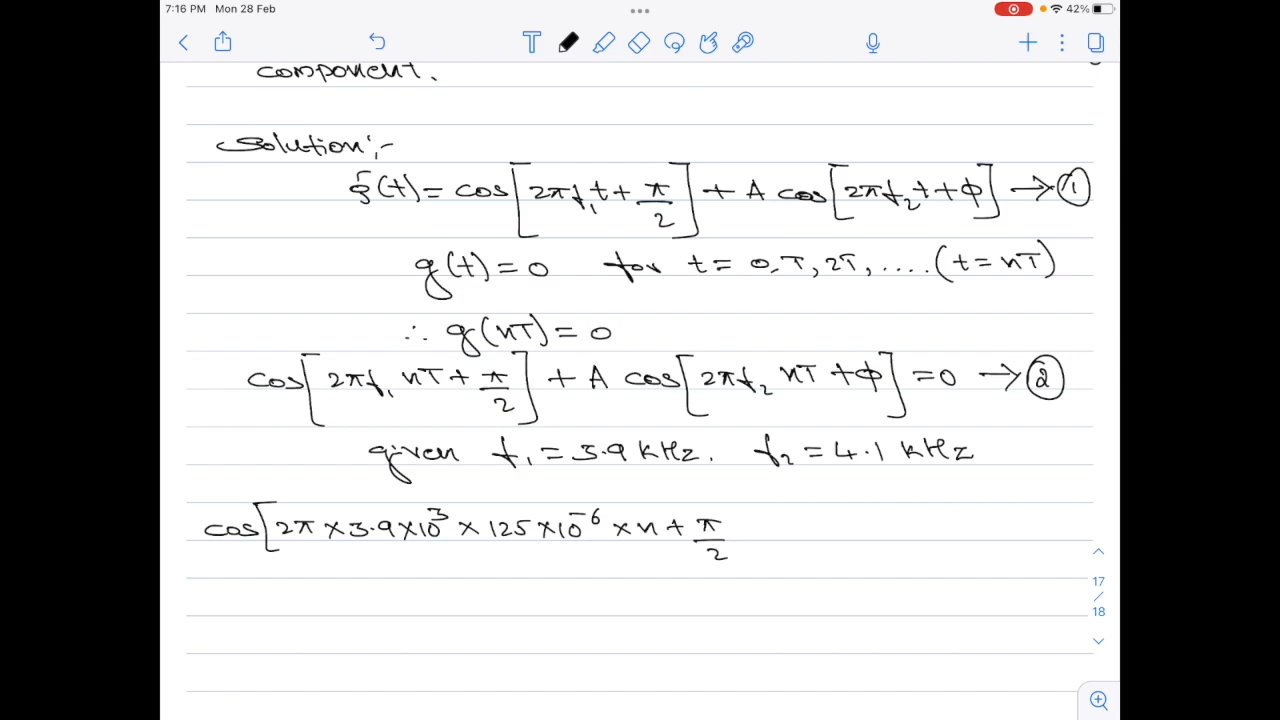 7:16 PM Mon 28 Feb
42%
component.
Solution:-
g(t) = cos[2πf₁t + π/2] + A cos[2πf₂t + φ] → ①
g(t) = 0 for t = 0, T, 2T, .... (t = nT)
∴ g(nT) = 0
cos[2πf₁ nT + π/2] + A cos[2πf₂ nT + φ] = 0 → ②
given f₁ = 3.9 kHz. f₂ = 4.1 kHz
cos[2π × 3.9 × 10³ × 125 × 10⁻⁶ × n + π/2
17
/
18